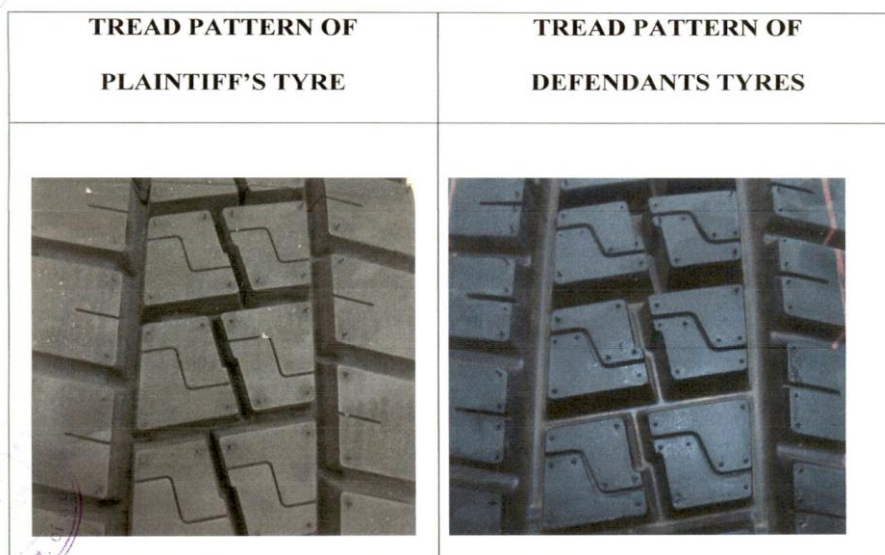 TREAD PATTERN OF
PLAINTIFF'S TYRE
TREAD PATTERN OF
DEFENDANTS TYRES